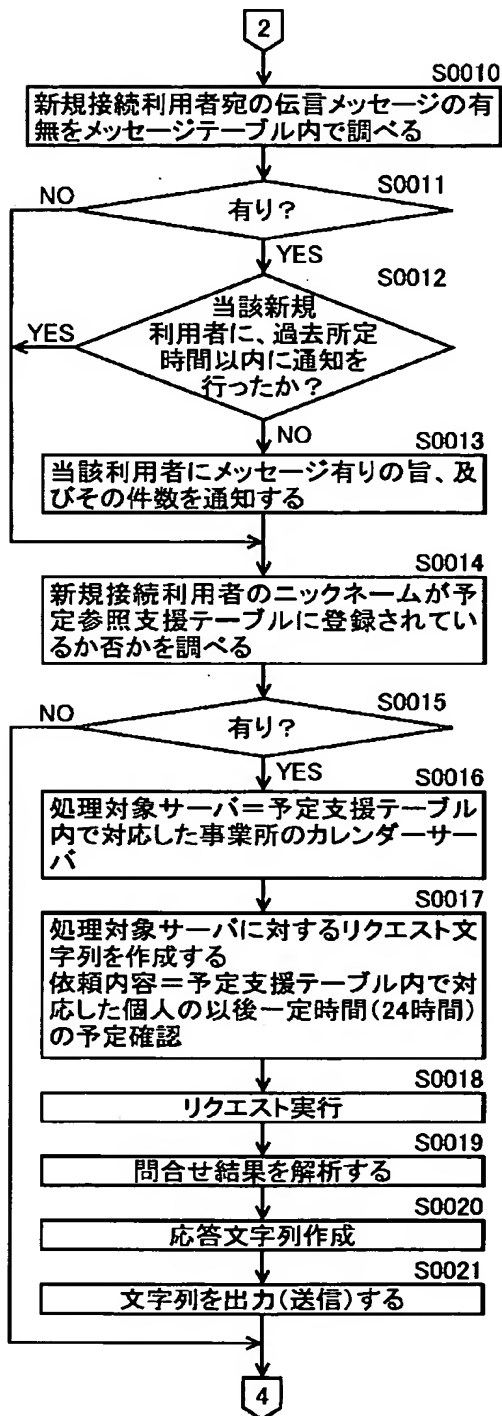 2
S0010
新規接続利用者宛の伝言メッセージの有
無をメッセージテーブル内で調べる
S0011
NO
有り?
YES
S0012
当該新規
利用者に、過去所定
YES
時間以内に通知を
行ったか?
NO
S0013
当該利用者にメッセージ有りの旨、及
びその件数を通知する
S0014
新規接続利用者のニックネームが予
定参照支援テーブルに登録されてい
るか否かを調べる
S0015
NO
有り?
YES
S0016
処理対象サーバ=予定支援テーブル
内で対応した事業所のカレンダーサー
バ
S0017
処理対象サーバに対するリクエスト文
字列を作成する
依頼内容=予定支援テーブル内で対
応した個人の以後一定時間(24時間)
の予定確認
S0018
リクエスト実行
S0019
問合せ結果を解析する
S0020
応答文字列作成
S0021
文字列を出力(送信)する
4